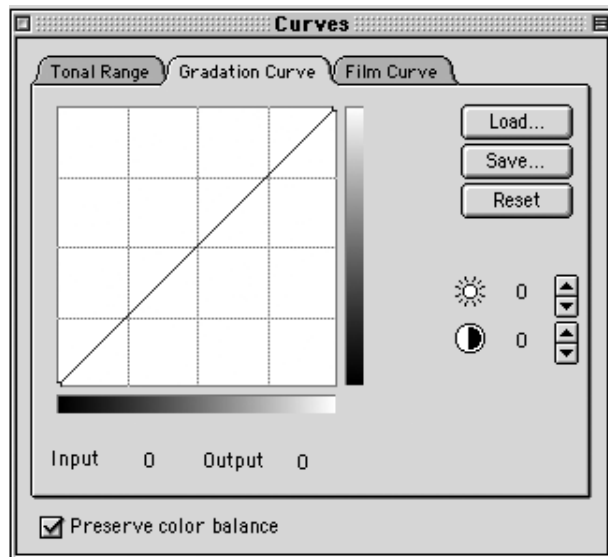 Curves
Tonal Range Gradation Curve Film Curve
Load...
Save...
Reset
0
0
Input 0 Output 0
Preserve color balance